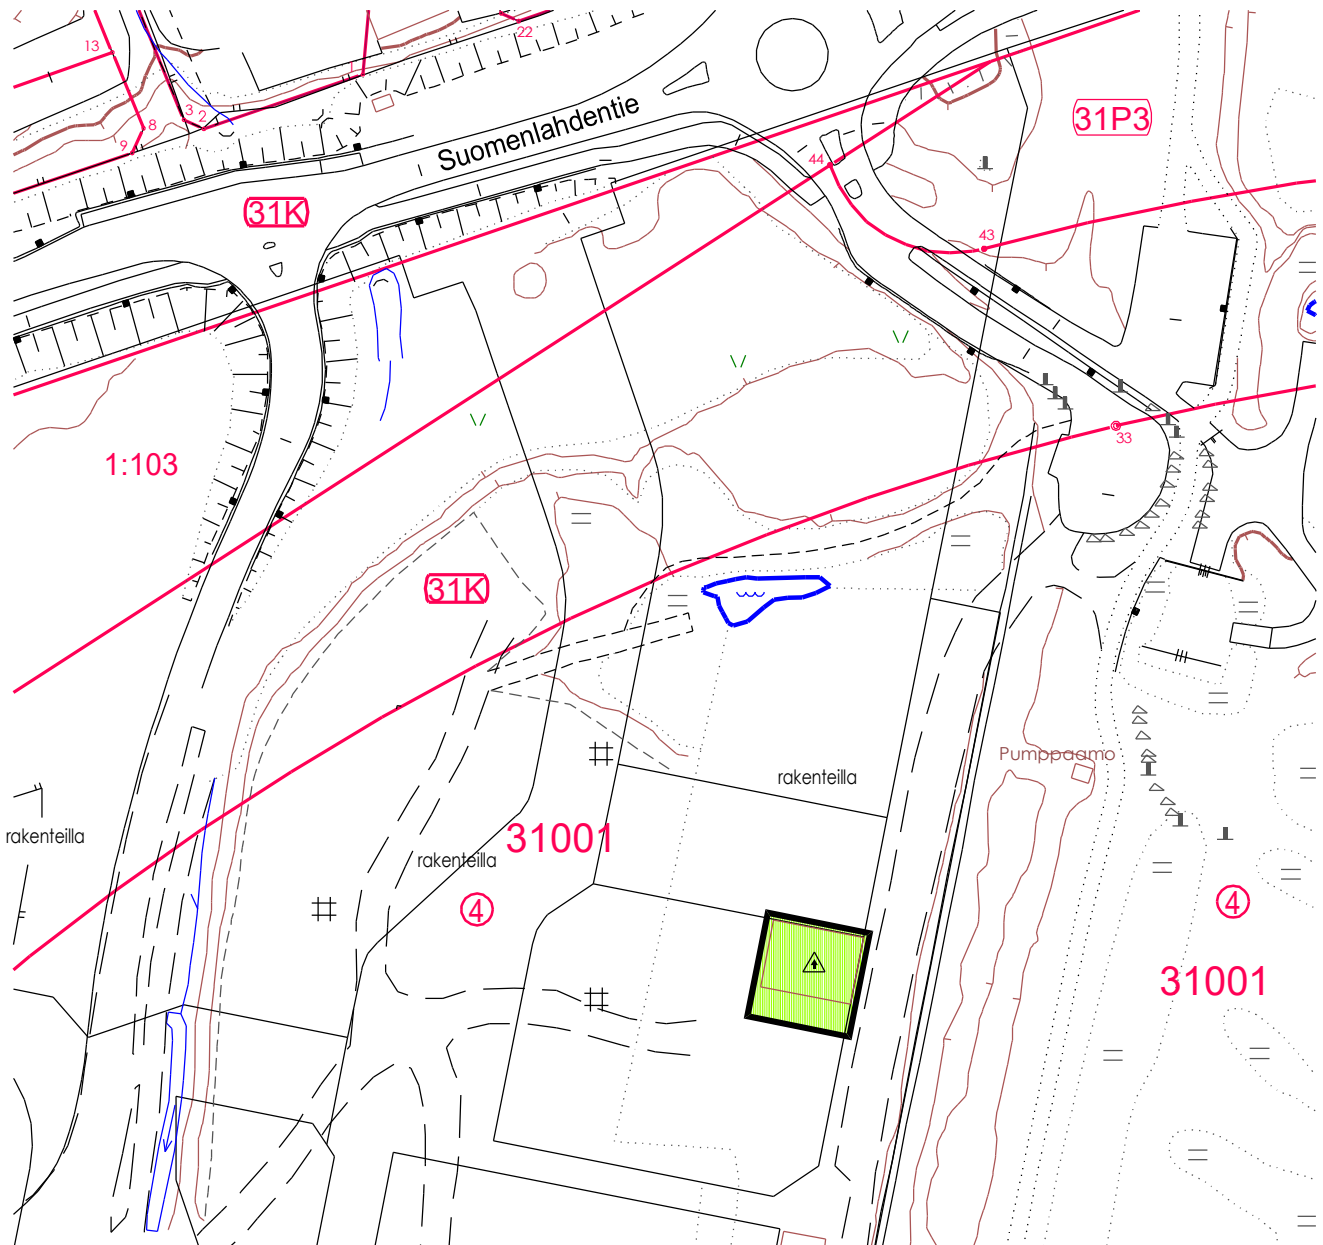 22
13
3
2
8
9
Suomenlahdentie
31P3
44
31K
43
33
1:103
31K
Pumppaamo
rakenteilla
rakenteilla
31001
rakenteilla
4
4
31001